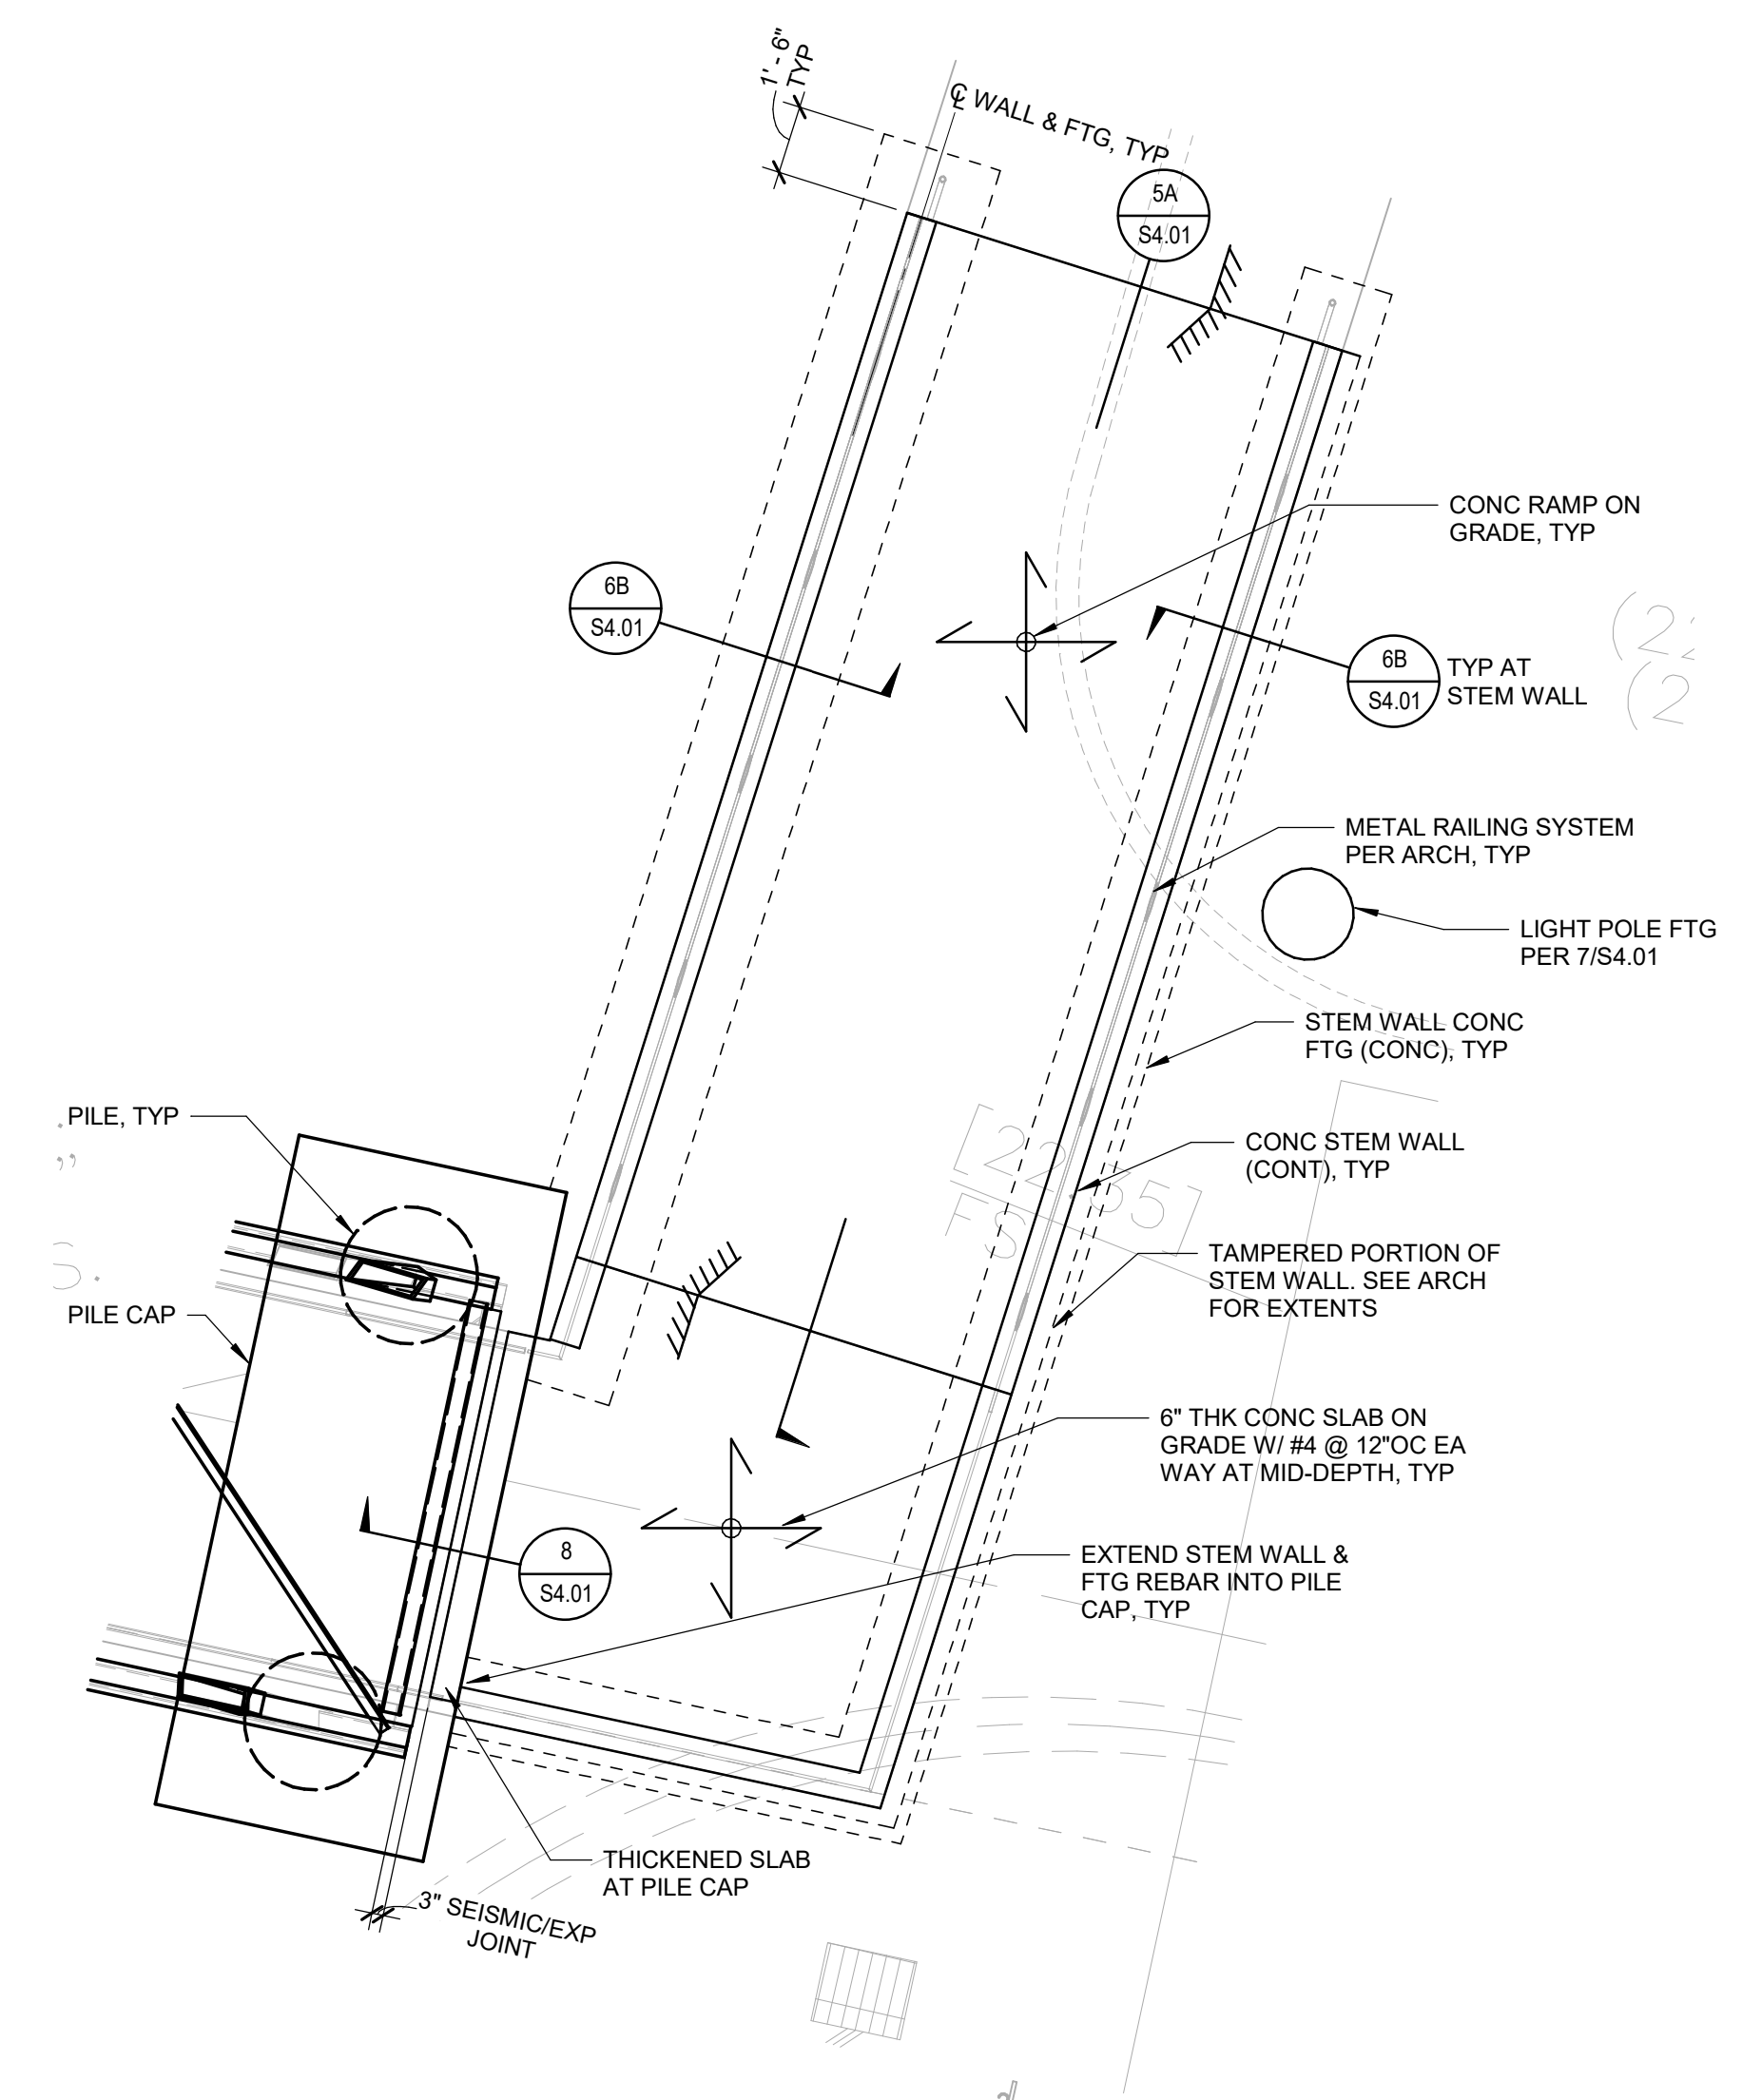 1' - 6"
TYP
℄ WALL & FTG, TYP
5A
S4.01
CONC RAMP ON
GRADE, TYP
6B
S4.01
6B
S4.01
TYP AT
STEM WALL
(2
(2
METAL RAILING SYSTEM
PER ARCH, TYP
LIGHT POLE FTG
PER 7/S4.01
STEM WALL CONC
FTG (CONC), TYP
PILE, TYP
CONC STEM WALL
(CONT), TYP
FS
TAMPERED PORTION OF
STEM WALL. SEE ARCH
FOR EXTENTS
PILE CAP
6" THK CONC SLAB ON
GRADE W/ #4 @ 12"OC EA
WAY AT MID-DEPTH, TYP
8
S4.01
EXTEND STEM WALL &
FTG REBAR INTO PILE
CAP, TYP
THICKENED SLAB
AT PILE CAP
3" SEISMIC/EXP
JOINT